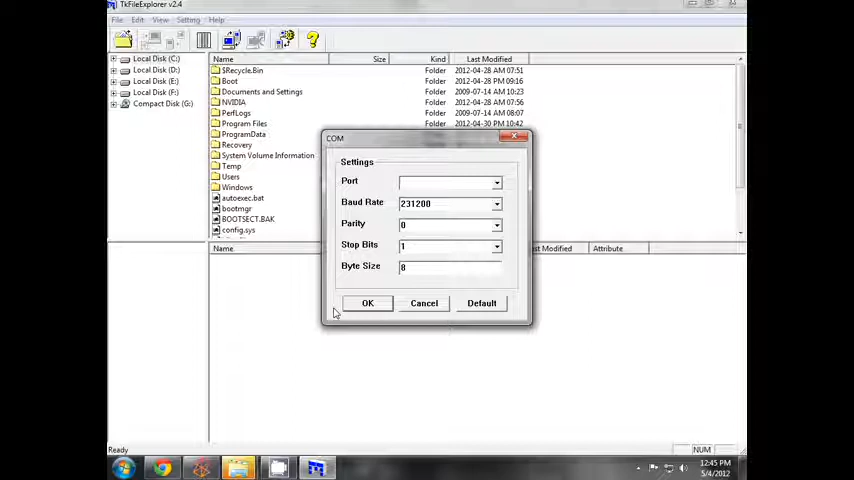 TkFileExplorer v2.4
File Edit View Setting Help
Local Disk (C:)
Local Disk (D:)
Local Disk (E:)
Local Disk (F:)
Compact Disk (G:)
Name Size Kind Last Modified
$Recycle.Bin Folder 2012-04-28 AM 07:51
Boot Folder 2012-04-28 PM 09:16
Documents and Settings Folder 2009-07-14 AM 10:23
NVIDIA Folder 2012-04-28 AM 07:56
PerfLogs Folder 2009-07-14 AM 08:07
Program Files Folder 2012-04-30 PM 10:42
ProgramData
Recovery
System Volume Information
Temp
Users
Windows
autoexec.bat
bootmgr
BOOTSECT.BAK
config.sys
Name st Modified Attribute
COM
Settings
Port
Baud Rate 231200
Parity 0
Stop Bits 1
Byte Size 8
OK Cancel Default
Ready NUM
12:45 PM
5/4/2012